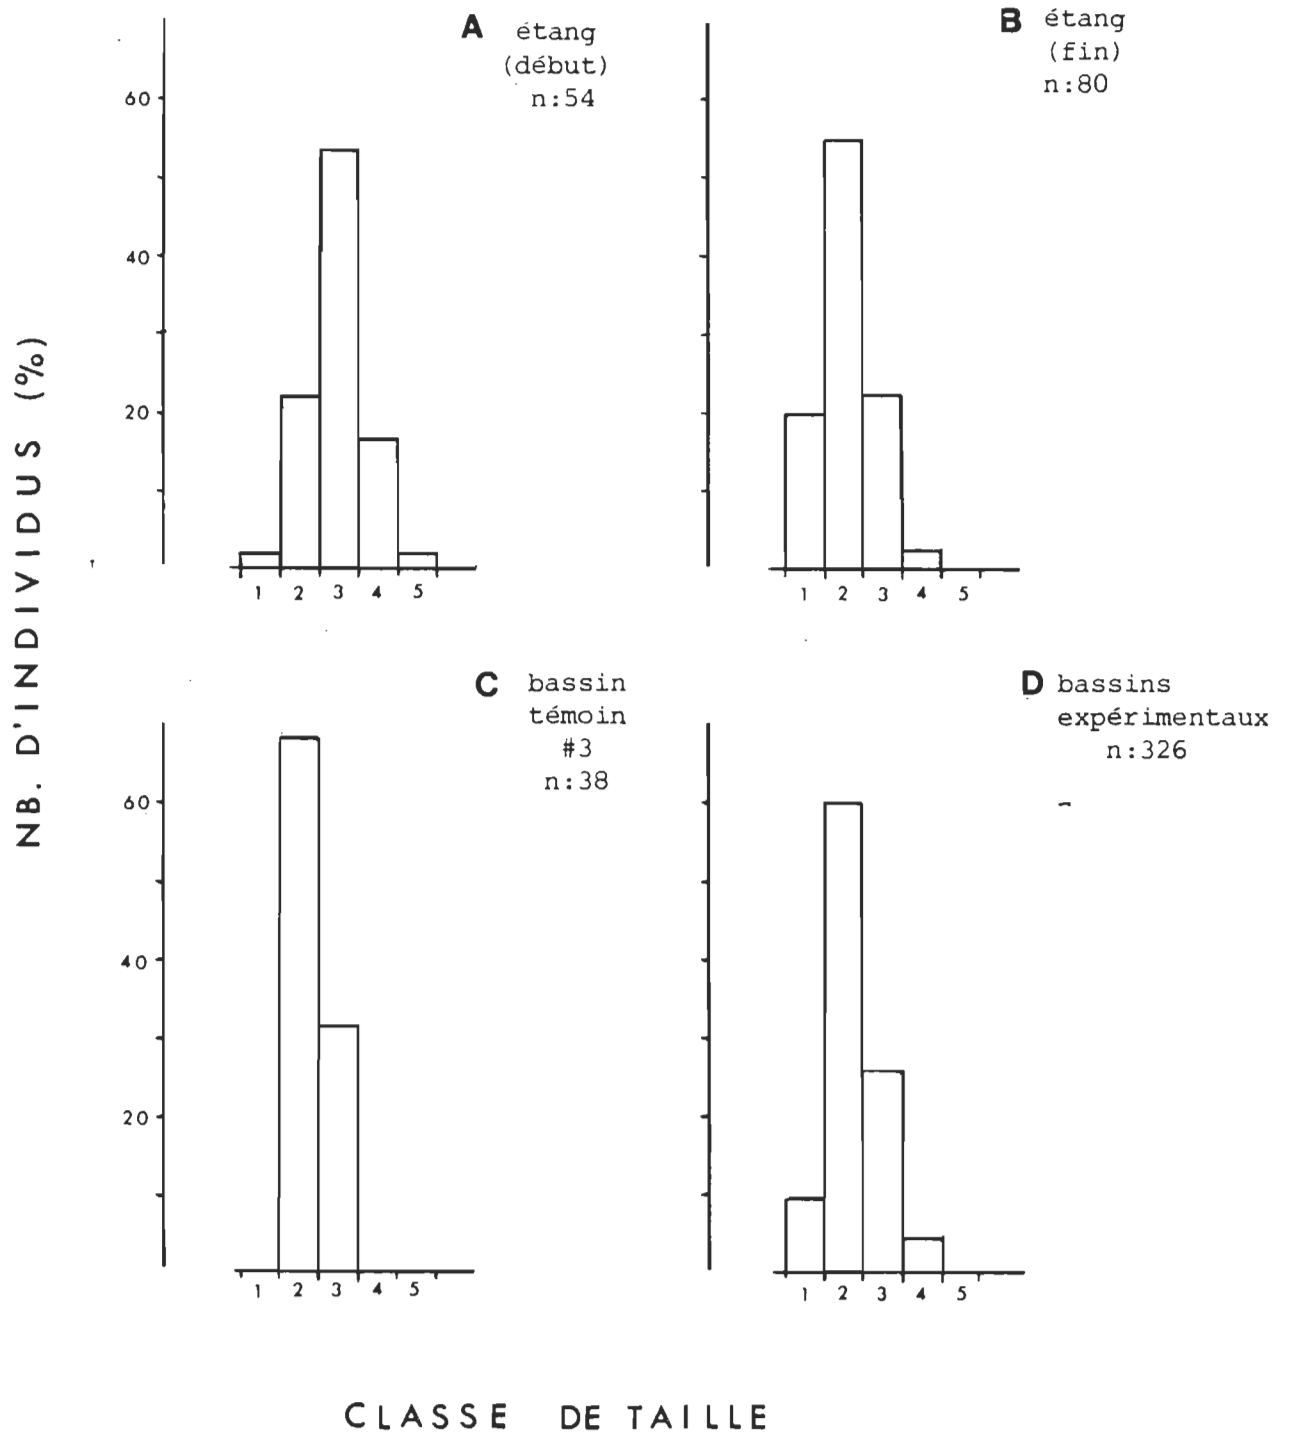 NB. D'INDIVIDUS (%)
A étang
(début)
n:54
60
40
20
1 2 3 4 5
B étang
(fin)
n:80
1 2 3 4 5
C bassin
témoin
#3
n:38
60
40
20
1 2 3 4 5
D bassins
expérimentaux
n:326
1 2 3 4 5
CLASSE DE TAILLE